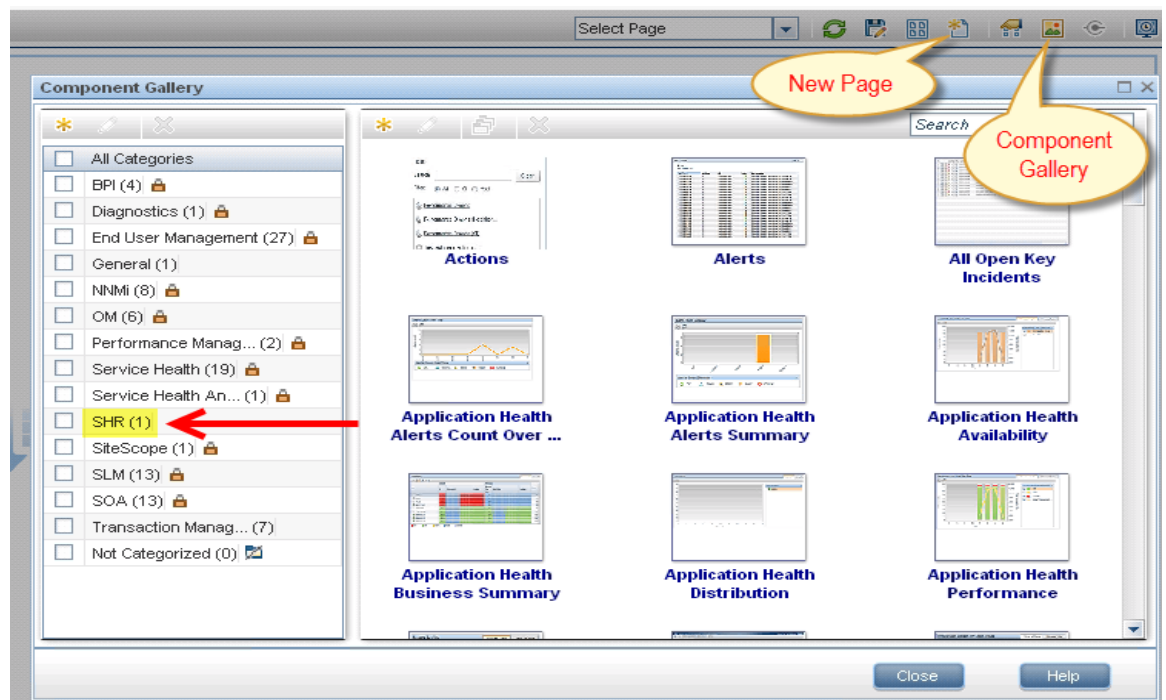 Select Page
New Page
Component Gallery
Search
Component
Gallery
All Categories
BPI (4)
Diagnostics (1)
End User Management (27)
General (1)
NNMi (8)
OM (6)
Performance Manag... (2)
Service Health (19)
Service Health An... (1)
SHR (1)
SiteScope (1)
SLM (13)
SOA (13)
Transaction Manag... (7)
Not Categorized (0)
Actions
Alerts
All Open Key
Incidents
Application Health
Alerts Count Over ...
Application Health
Alerts Summary
Application Health
Availability
Application Health
Business Summary
Application Health
Distribution
Application Health
Performance
Close
Help